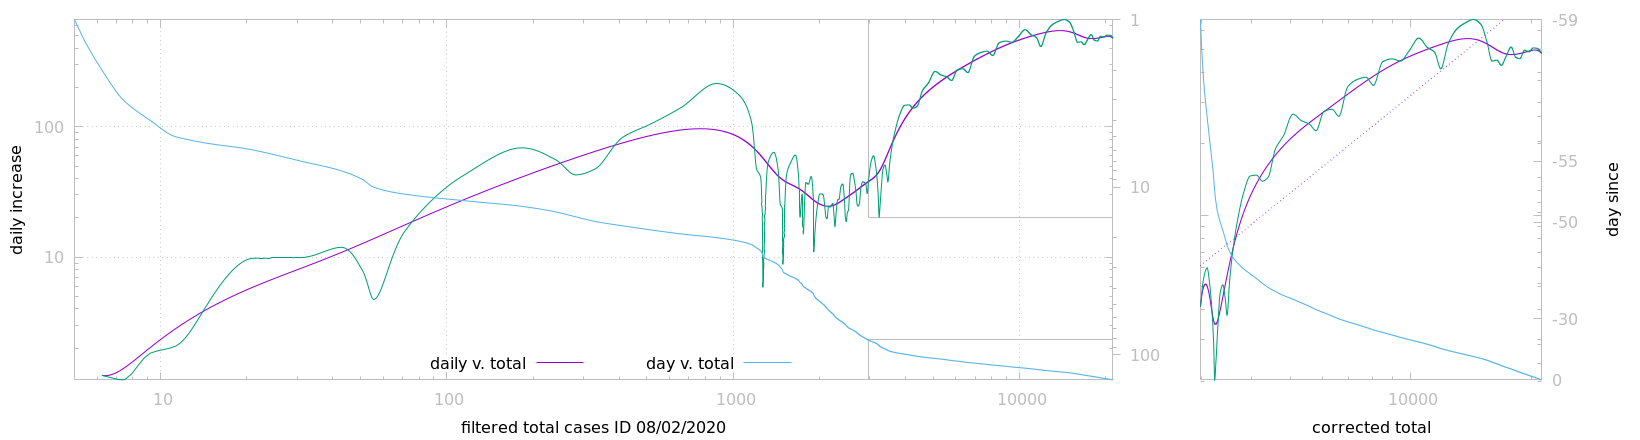 daily increase
100
10
10
100
1000
10000
filtered total cases ID 08/02/2020
daily v. total
day v. total
1
10
100
10000
corrected total
-59
-55
-50
-30
0
day since